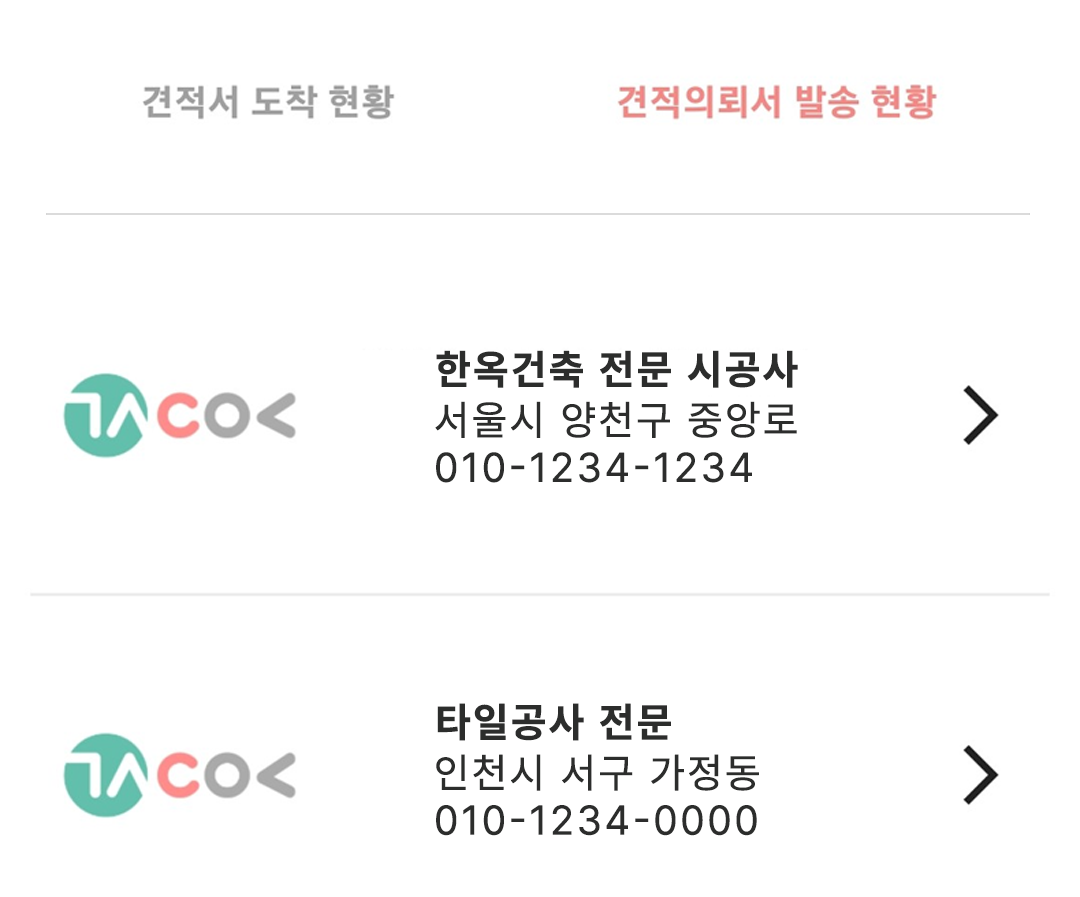 견적서 도착 현황
견적의뢰서 발송 현황
한옥건축 전문 시공사
서울시 양천구 중앙로
010-1234-1234
타일공사 전문
인천시 서구 가정동
010-1234-0000